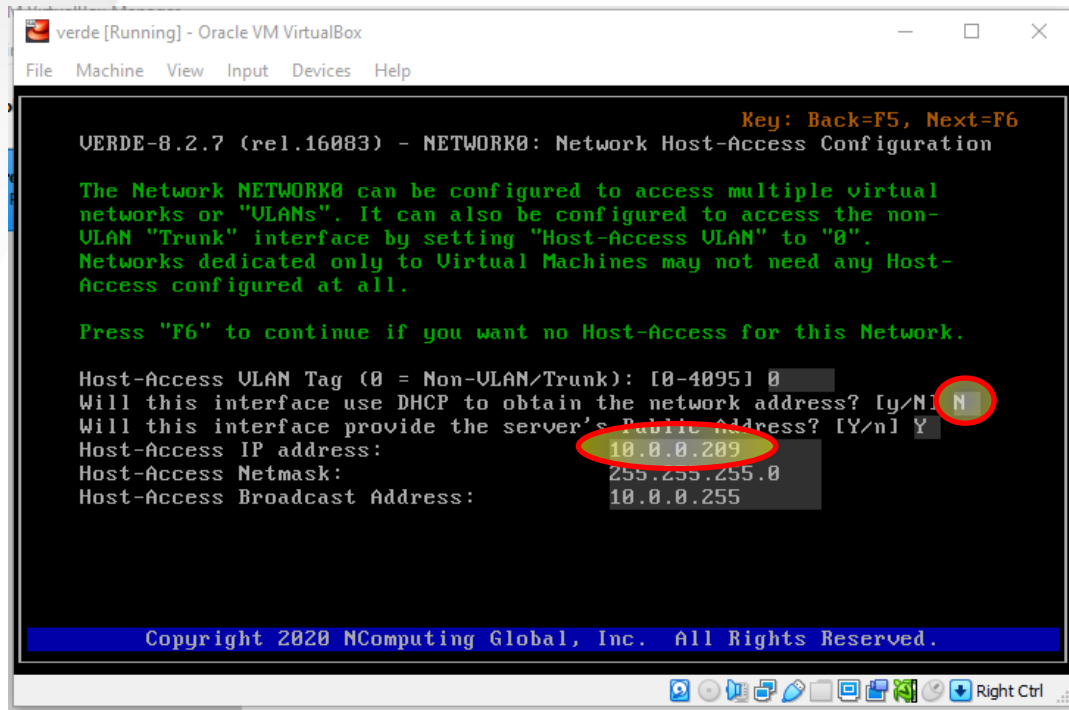 verde [Running] - Oracle VM VirtualBox
File Machine View Input Devices Help
Key: Back=F5, Next=F6
VERDE-8.2.7 (rel.16083) - NETWORK0: Network Host-Access Configuration
The Network NETWORK0 can be configured to access multiple virtual
networks or "VLANs". It can also be configured to access the non-
VLAN "Trunk" interface by setting "Host-Access VLAN" to "0".
Networks dedicated only to Virtual Machines may not need any Host-
Access configured at all.
Press "F6" to continue if you want no Host-Access for this Network.
Host-Access VLAN Tag (0 = Non-VLAN/Trunk): [0-4095] 0
Will this interface use DHCP to obtain the network address? [y/N] N
Will this interface provide the server's Public Address? [Y/n] Y
Host-Access IP address: 10.0.0.209
Host-Access Netmask: 255.255.255.0
Host-Access Broadcast Address: 10.0.0.255
Copyright 2020 NComputing Global, Inc. All Rights Reserved.
Right Ctrl